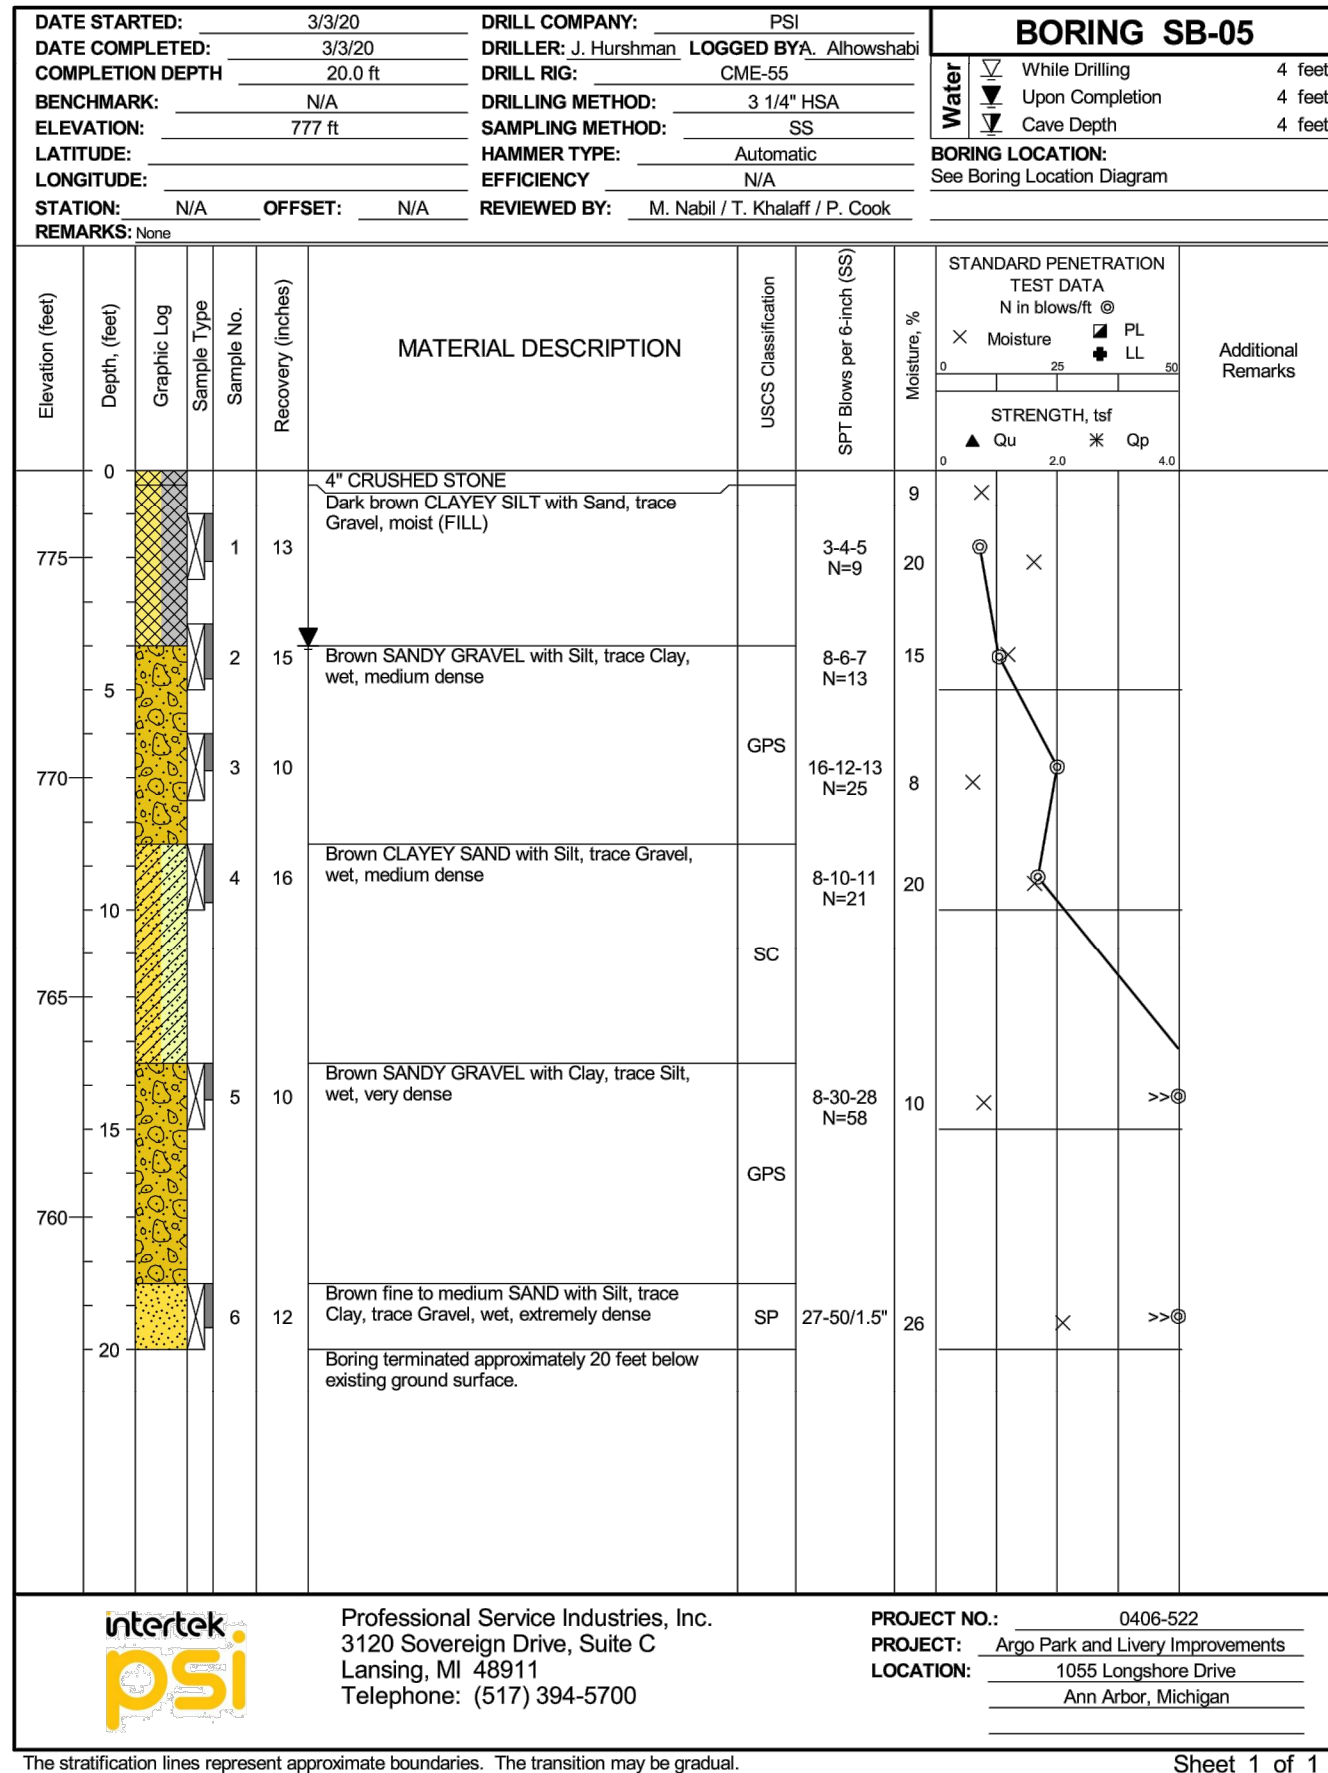 DATE STARTED: 3/3/20
DATE COMPLETED: 3/3/20
COMPLETION DEPTH 20.0 ft
BENCHMARK: N/A
ELEVATION: 777 ft
LATITUDE:
LONGITUDE:
STATION: N/A OFFSET: N/A
REMARKS: None
DRILL COMPANY: PSI
DRILLER: J. Hurshman LOGGED BY: A. Alhowshabi
DRILL RIG: CME-55
DRILLING METHOD: 3 1/4" HSA
SAMPLING METHOD: SS
HAMMER TYPE: Automatic
EFFICIENCY N/A
REVIEWED BY: M. Nabil / T. Khalaff / P. Cook
BORING SB-05
Water
While Drilling 4 feet
Upon Completion 4 feet
Cave Depth 4 feet
BORING LOCATION:
See Boring Location Diagram
Elevation (feet)
Depth, (feet)
Graphic Log
Sample Type
Sample No.
Recovery (inches)
MATERIAL DESCRIPTION
USCS Classification
SPT Blows per 6-inch (SS)
Moisture, %
STANDARD PENETRATION
TEST DATA
N in blows/ft
Moisture PL
LL
0 25 50
STRENGTH, tsf
Qu Qp
0 2.0 4.0
Additional
Remarks
0
4" CRUSHED STONE
9
Dark brown CLAYEY SILT with Sand, trace
Gravel, moist (FILL)
775
1 13 3-4-5
N=9
20
2 15 Brown SANDY GRAVEL with Silt, trace Clay,
wet, medium dense
8-6-7
N=13
15
5
GPS
770
3 10 16-12-13
N=25
8
Brown CLAYEY SAND with Silt, trace Gravel,
wet, medium dense
4 16 8-10-11
N=21
20
10
SC
765
Brown SANDY GRAVEL with Clay, trace Silt,
wet, very dense
5 10 8-30-28
N=58
10 >>
15
GPS
760
Brown fine to medium SAND with Silt, trace
Clay, trace Gravel, wet, extremely dense
6 12 SP 27-50/1.5" 26 >>
20
Boring terminated approximately 20 feet below
existing ground surface.
intertek
psi
Professional Service Industries, Inc.
3120 Sovereign Drive, Suite C
Lansing, MI 48911
Telephone: (517) 394-5700
PROJECT NO.: 0406-522
PROJECT: Argo Park and Livery Improvements
LOCATION: 1055 Longshore Drive
Ann Arbor, Michigan
The stratification lines represent approximate boundaries. The transition may be gradual.
Sheet 1 of 1